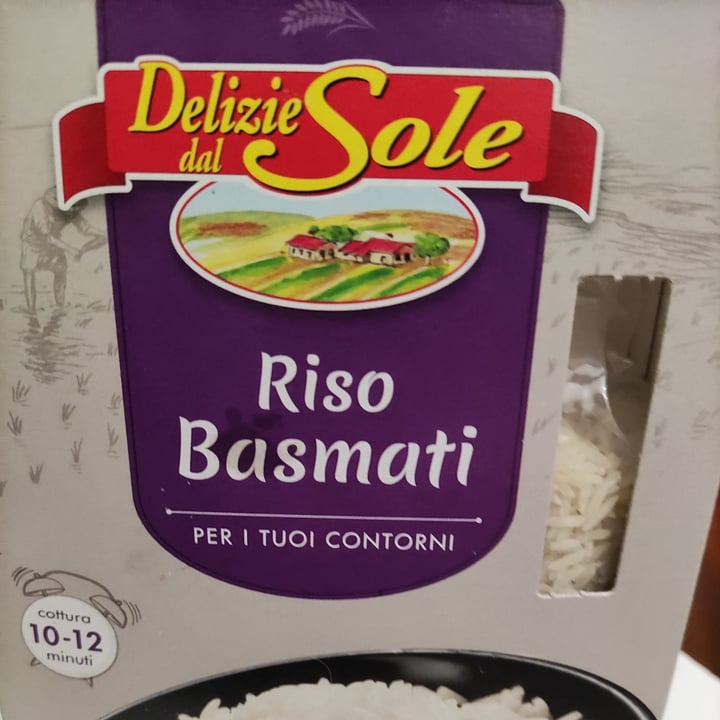 Delizie
dal Sole
Riso
Basmati
PER I TUOI CONTORNI
cottura
10-12
minuti